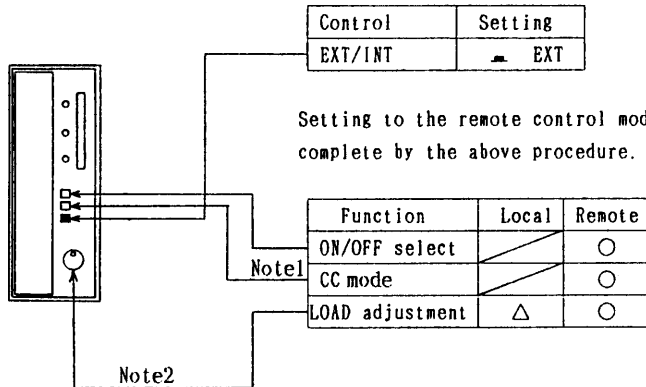 Control Setting
EXT/INT EXT
Setting to the remote control mod
complete by the above procedure.
Function Local Remote
ON/OFF select ○
Note1
CC mode ○
LOAD adjustment △ ○
Note2